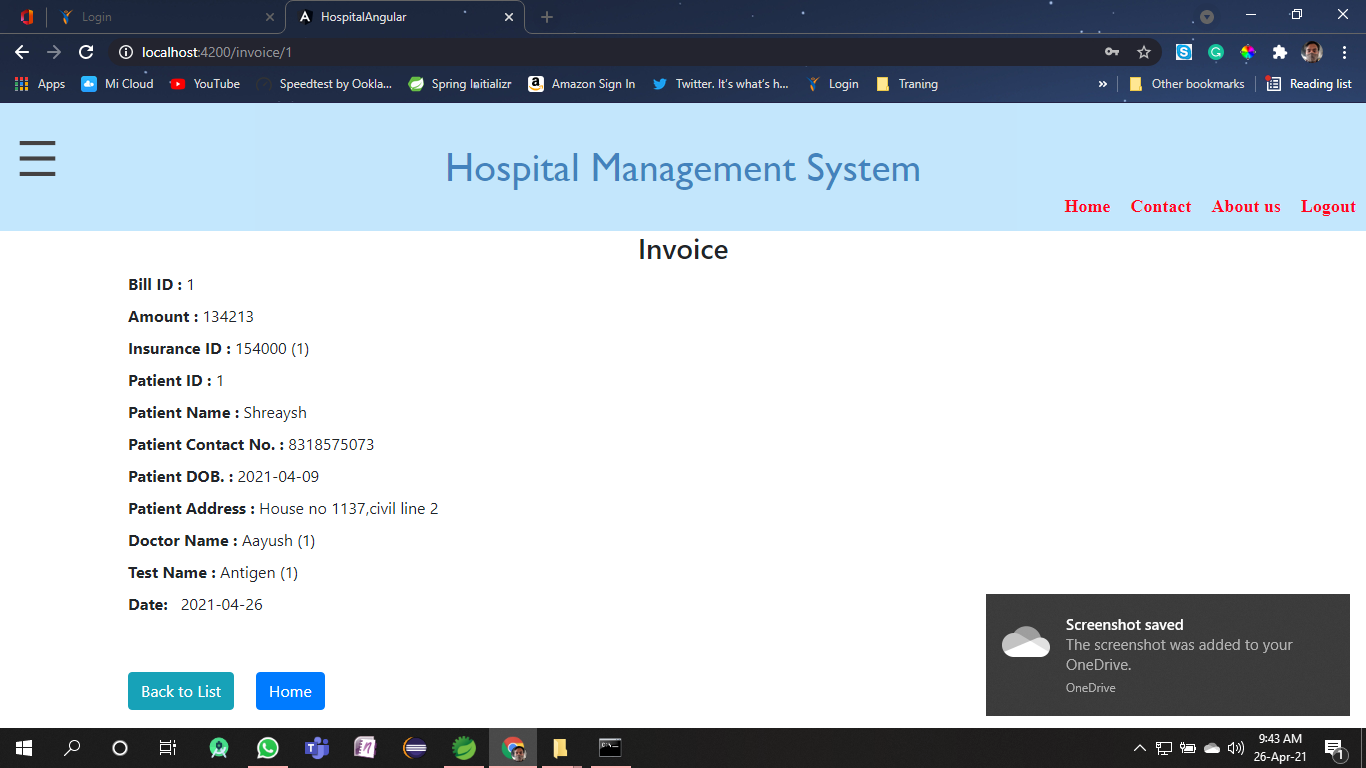 Login
HospitalAngular
localhost:4200/invoice/1
Apps
Mi Cloud
YouTube
Speedtest by Ookla...
Spring Initializr
Amazon Sign In
Twitter. It's what's h...
Login
Traning
»
Other bookmarks
Reading list
Hospital Management System
Home Contact About us Logout
Invoice
Bill ID : 1
Amount : 134213
Insurance ID : 154000 (1)
Patient ID : 1
Patient Name : Shreaysh
Patient Contact No. : 8318575073
Patient DOB. : 2021-04-09
Patient Address : House no 1137,civil line 2
Doctor Name : Aayush (1)
Test Name : Antigen (1)
Date: 2021-04-26
Screenshot saved
The screenshot was added to your
OneDrive.
OneDrive
Back to List
Home
9:43 AM
26-Apr-21
1